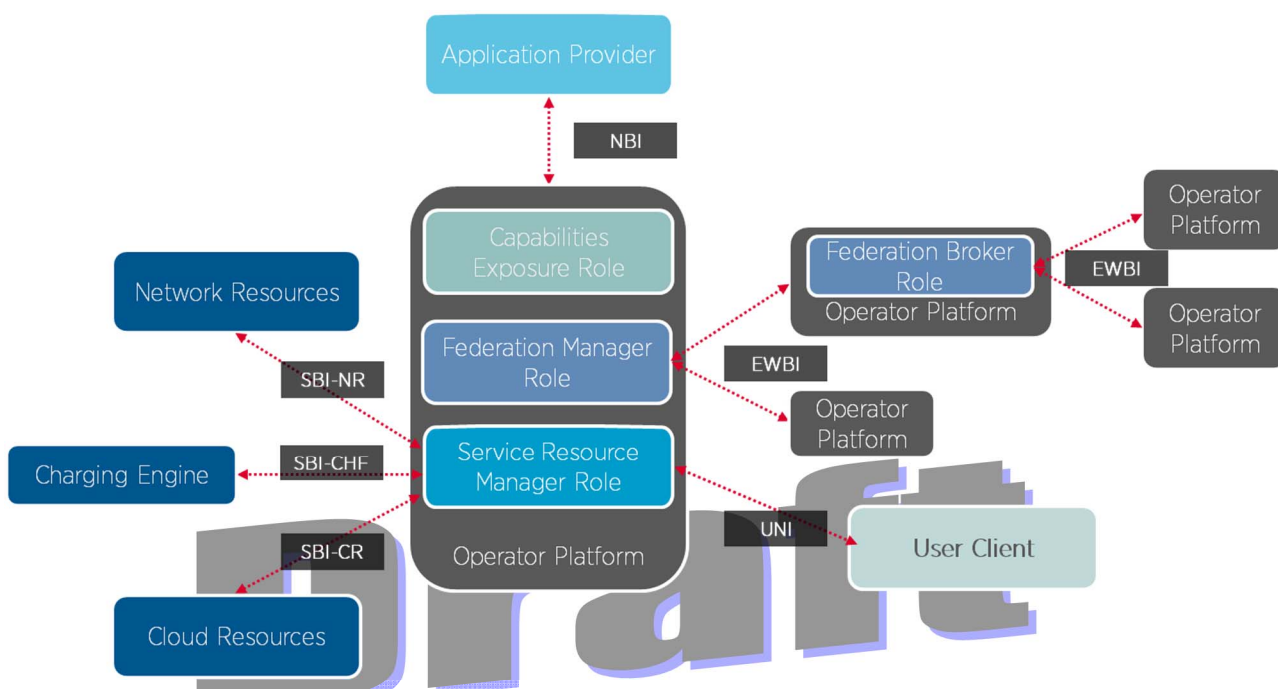 Application Provider
NBI
Capabilities
Exposure Role
Operator
Platform
Federation Broker
Role
Operator Platform
EWBI
Operator
Platform
Network Resources
Federation Manager
Role
EWBI
SBI-NR
Operator
Platform
Service Resource
Manager Role
Charging Engine
SBI-CHF
UNI
User Client
SBI-CR
Operator Platform
Cloud Resources
Draft